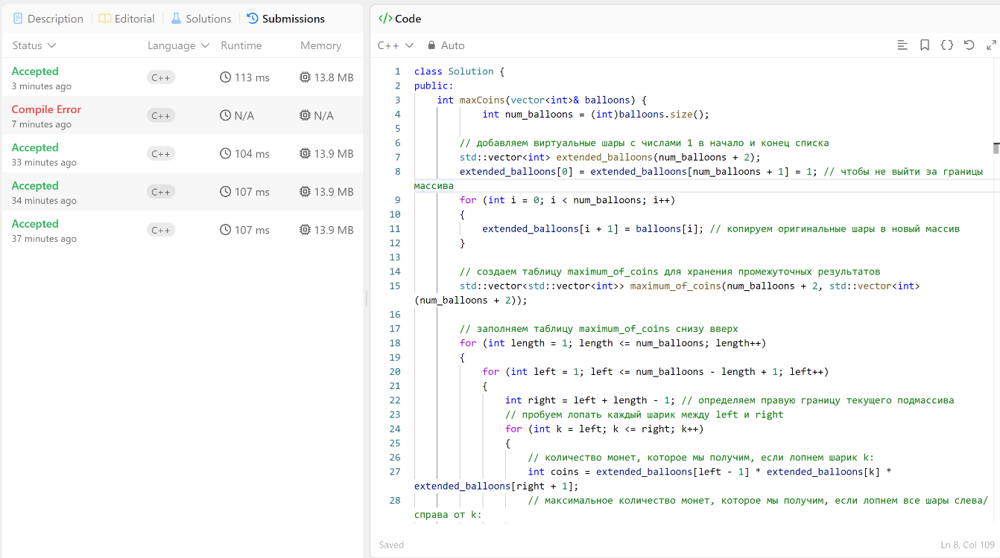 Description Editorial Solutions Submissions
Status Language Runtime Memory
Accepted C++ 113 ms 13.8 MB
3 minutes ago
Compile Error C++ N/A N/A
7 minutes ago
Accepted C++ 104 ms 13.9 MB
33 minutes ago
Accepted C++ 107 ms 13.9 MB
34 minutes ago
Accepted C++ 107 ms 13.9 MB
37 minutes ago
</> Code
C++ Auto
1 class Solution {
2 public:
3 int maxCoins(vector<int>& balloons) {
4 int num_balloons = (int)balloons.size();
5
6 // добавляем виртуальные шары с числами 1 в начало и конец списка
7 std::vector<int> extended_balloons(num_balloons + 2);
8 extended_balloons[0] = extended_balloons[num_balloons + 1] = 1; // чтобы не выйти за границы
массива
9 for (int i = 0; i < num_balloons; i++)
10 {
11 extended_balloons[i + 1] = balloons[i]; // копируем оригинальные шары в новый массив
12 }
13
14 // создаем таблицу maximum_of_coins для хранения промежуточных результатов
15 std::vector<std::vector<int>> maximum_of_coins(num_balloons + 2, std::vector<int>
(num_balloons + 2));
16
17 // заполняем таблицу maximum_of_coins снизу вверх
18 for (int length = 1; length <= num_balloons; length++)
19 {
20 for (int left = 1; left <= num_balloons - length + 1; left++)
21 {
22 int right = left + length - 1; // определяем правую границу текущего подмассива
23 // пробуем лопать каждый шарик между left и right
24 for (int k = left; k <= right; k++)
25 {
26 // количество монет, которое мы получим, если лопнем шарик k:
27 int coins = extended_balloons[left - 1] * extended_balloons[k] *
extended_balloons[right + 1];
28 // максимальное количество монет, которое мы получим, если лопнем все шары слева/
справа от k:
Saved Ln 8, Col 109